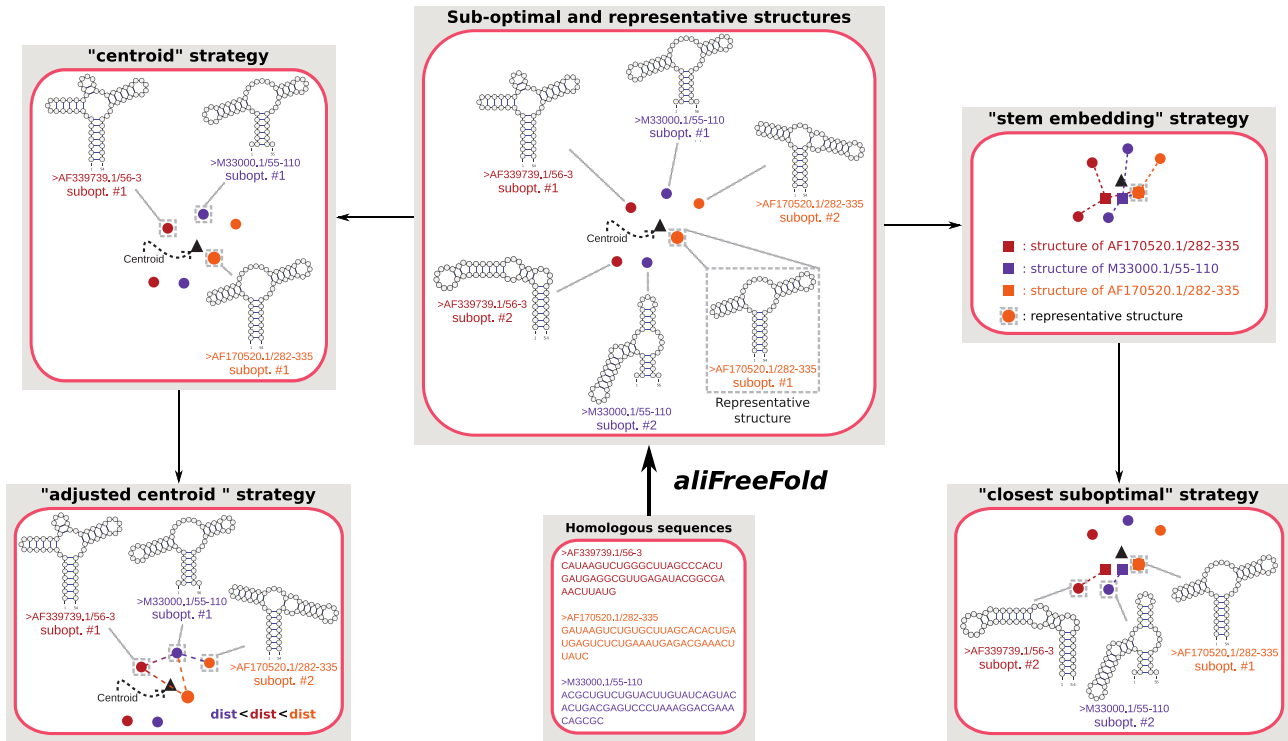 Sub-optimal and representative structures
>M33000.1/55-110
subopt. #1
>AF339739.1/56-3
subopt. #1
>AF170520.1/282-335
subopt. #2
Centroid
>AF339739.1/56-3
subopt. #2
>AF170520.1/282-335
subopt. #1
Representative
structure
>M33000.1/55-110
subopt. #2
"centroid" strategy
>AF339739.1/56-3
subopt. #1
>M33000.1/55-110
subopt. #1
Centroid
>AF170520.1/282-335
subopt. #1
"stem embedding" strategy
: structure of AF170520.1/282-335
: structure of M33000.1/55-110
: structure of AF170520.1/282-335
: representative structure
"adjusted centroid " strategy
>AF339739.1/56-3
subopt. #1
>M33000.1/55-110
subopt. #1
>AF170520.1/282-335
subopt. #2
Centroid
dist<dist<dist
aliFreeFold
Homologous sequences
>AF339739.1/56-3
CAUAAGUCUGGGCUUAGCCCACU
GAUGAGGCGUUGAGAUACGGCGA
AACUUAUG
>AF170520.1/282-335
GAUAAGUCUGUGCUUAGCACACUGA
UGAGUCUCUGAAAUGAGACGAAACU
UAUC
>M33000,1/55-110
ACGCUGUCUGUACUUGUAUCAGUAC
ACUGACGAGUCCCUAAAGGACGAAA
CAGCGC
"closest suboptimal" strategy
>AF339739.1/56-3
subopt. #2
>AF170520.1/282-335
subopt. #1
>M33000.1/55-110
subopt. #2